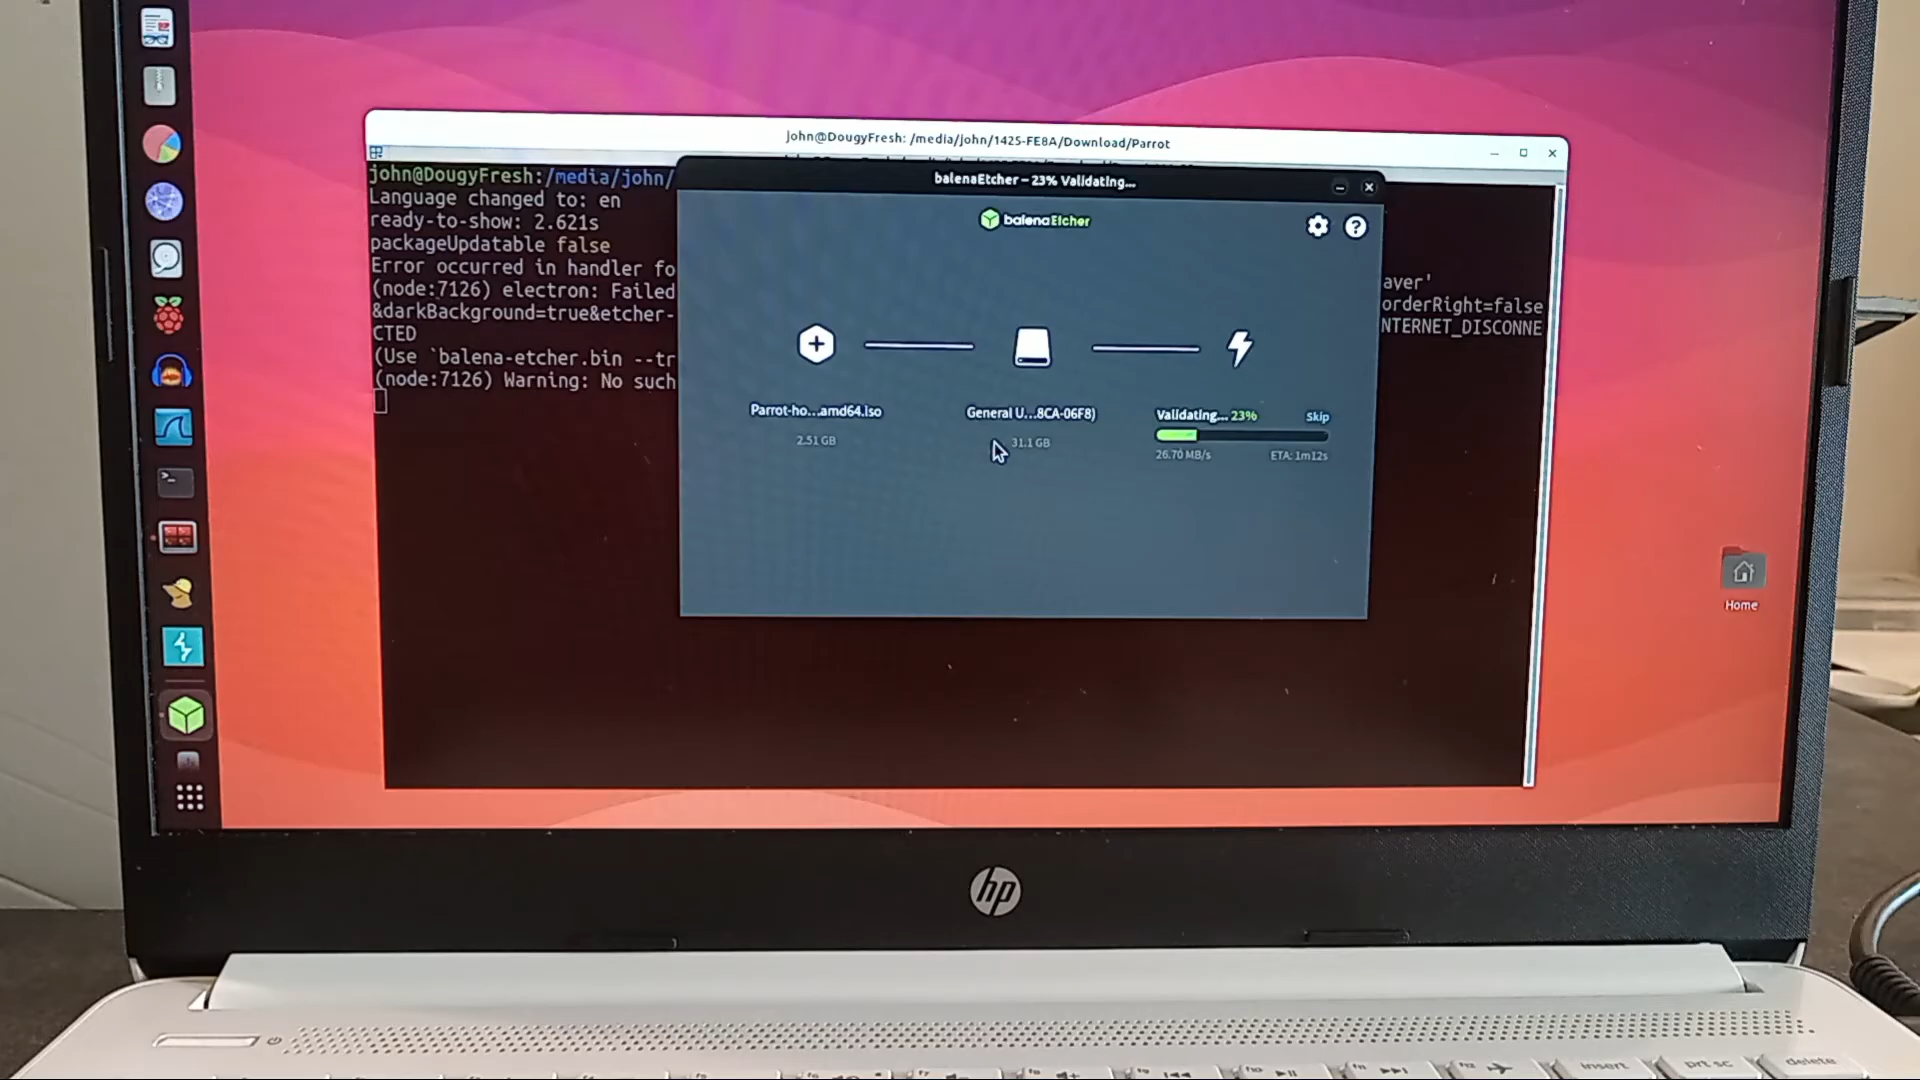 john@DougyFresh: /media/john/1425-FE8A/Download/Parrot
john@DougyFresh:/media/john/
Language changed to: en
ready-to-show: 2.621s
packageUpdatable false
Error occurred in handler fo
aver'
(node:7126) electron: Failed
orderRight=false
&darkBackground=true&etcher-
NTERNET_DISCONNE
CTED
(Use `balena-etcher.bin --tr
(node:7126) Warning: No such
balenaEtcher – 23% Validating...
balenaEtcher
?
Parrot-ho...amd64.iso
2.51 GB
General U...8CA-06F8)
31.1 GB
Validating... 23%
Skip
26.70 MB/s
ETA: 1m12s
Home
hp
insert
prt sc
delete